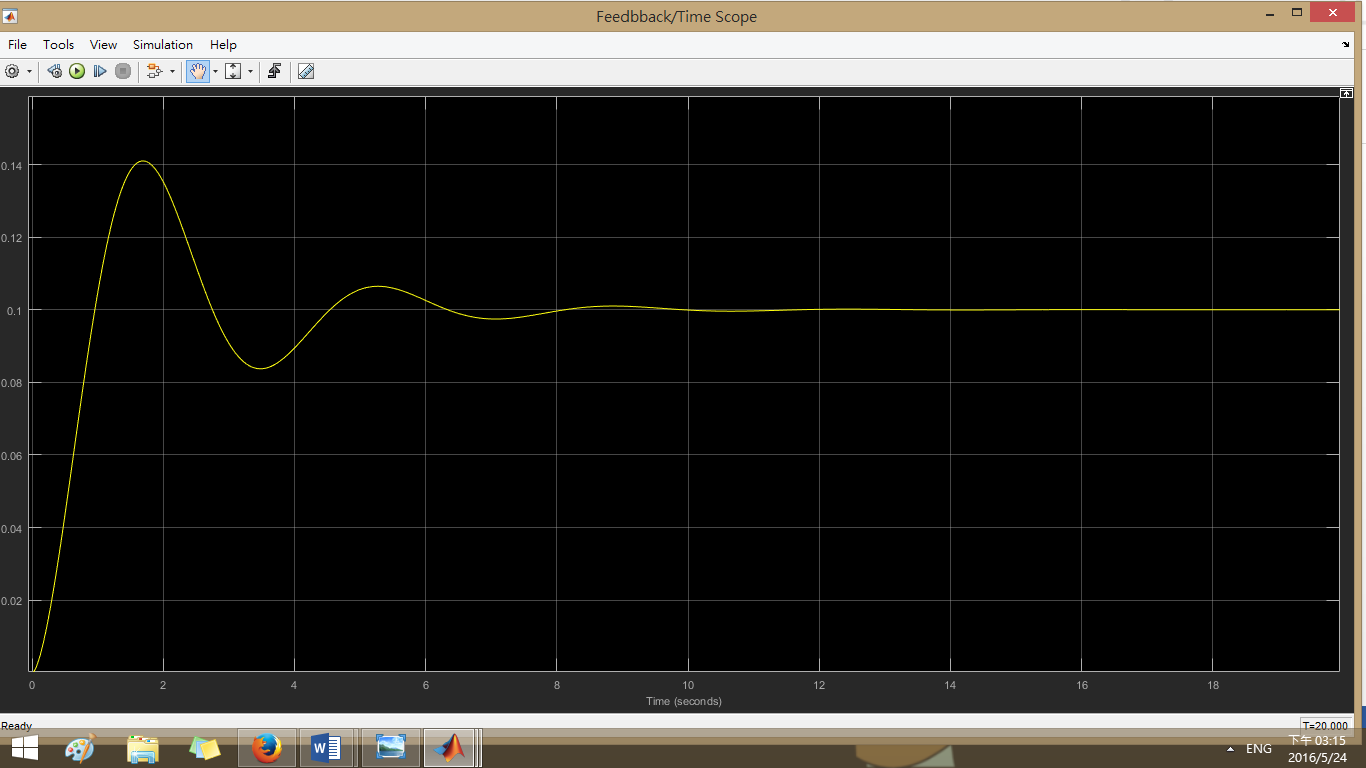 Feedbback/Time Scope
File Tools View Simulation Help
0.14
0.12
0.1
0.08
0.06
0.04
0.02
0 2 4 6 8 10 12 14 16 18
Time (seconds)
Ready T=20.000
ENG 下午 03:15
2016/5/24